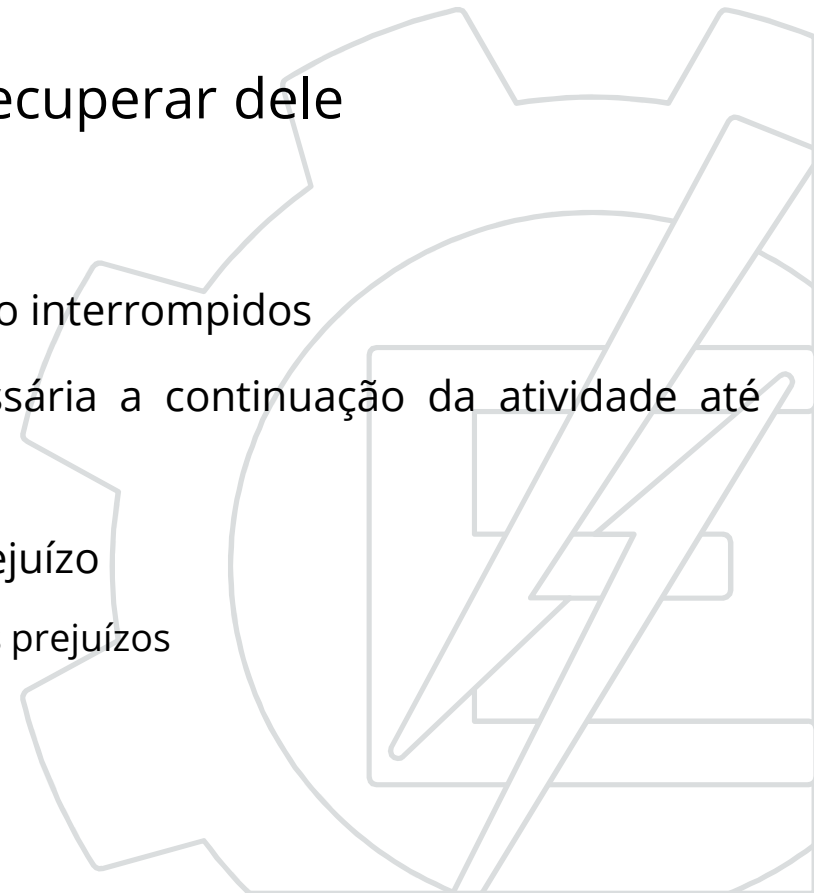 ecuperar dele
o interrompidos
ssária a continuação da atividade até
ejuízo
prejuízos